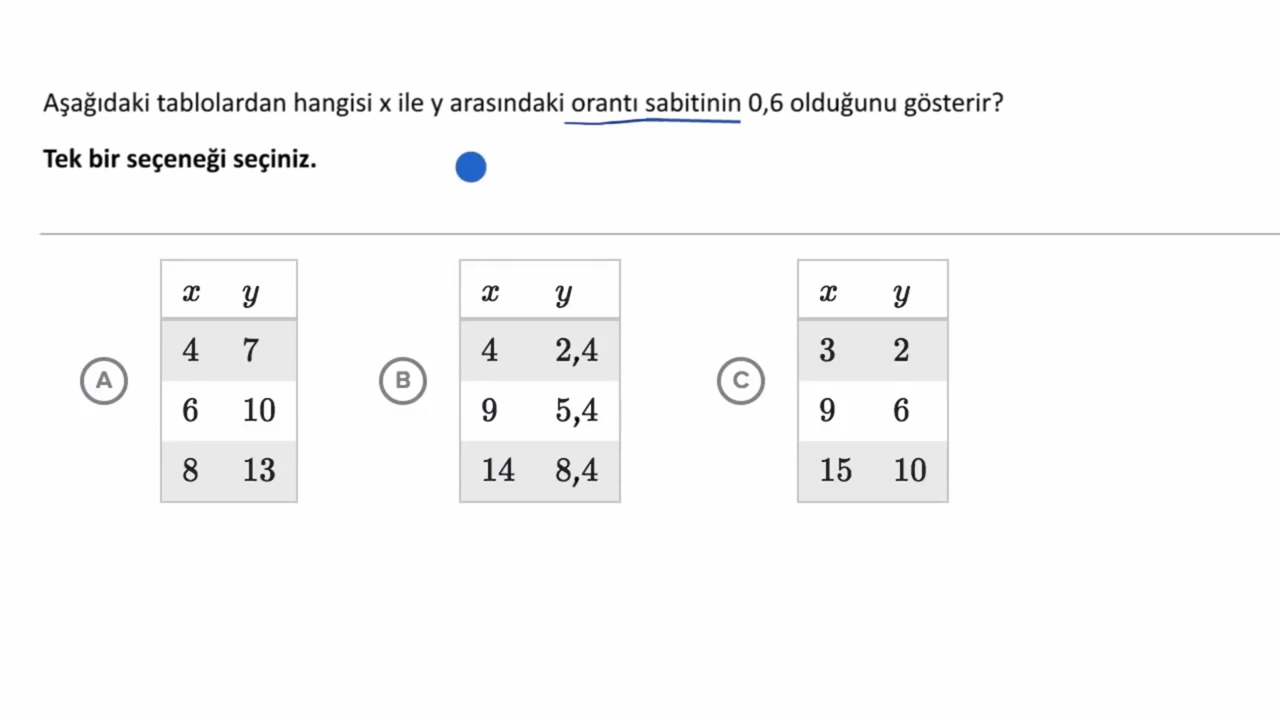 Aşağıdaki tablolardan hangisi x ile y arasındaki orantı sabitinin 0,6 olduğunu gösterir?
Tek bir seçeneği seçiniz.
A
x y
4 7
6 10
8 13
B
x y
4 2,4
9 5,4
14 8,4
C
x y
3 2
9 6
15 10